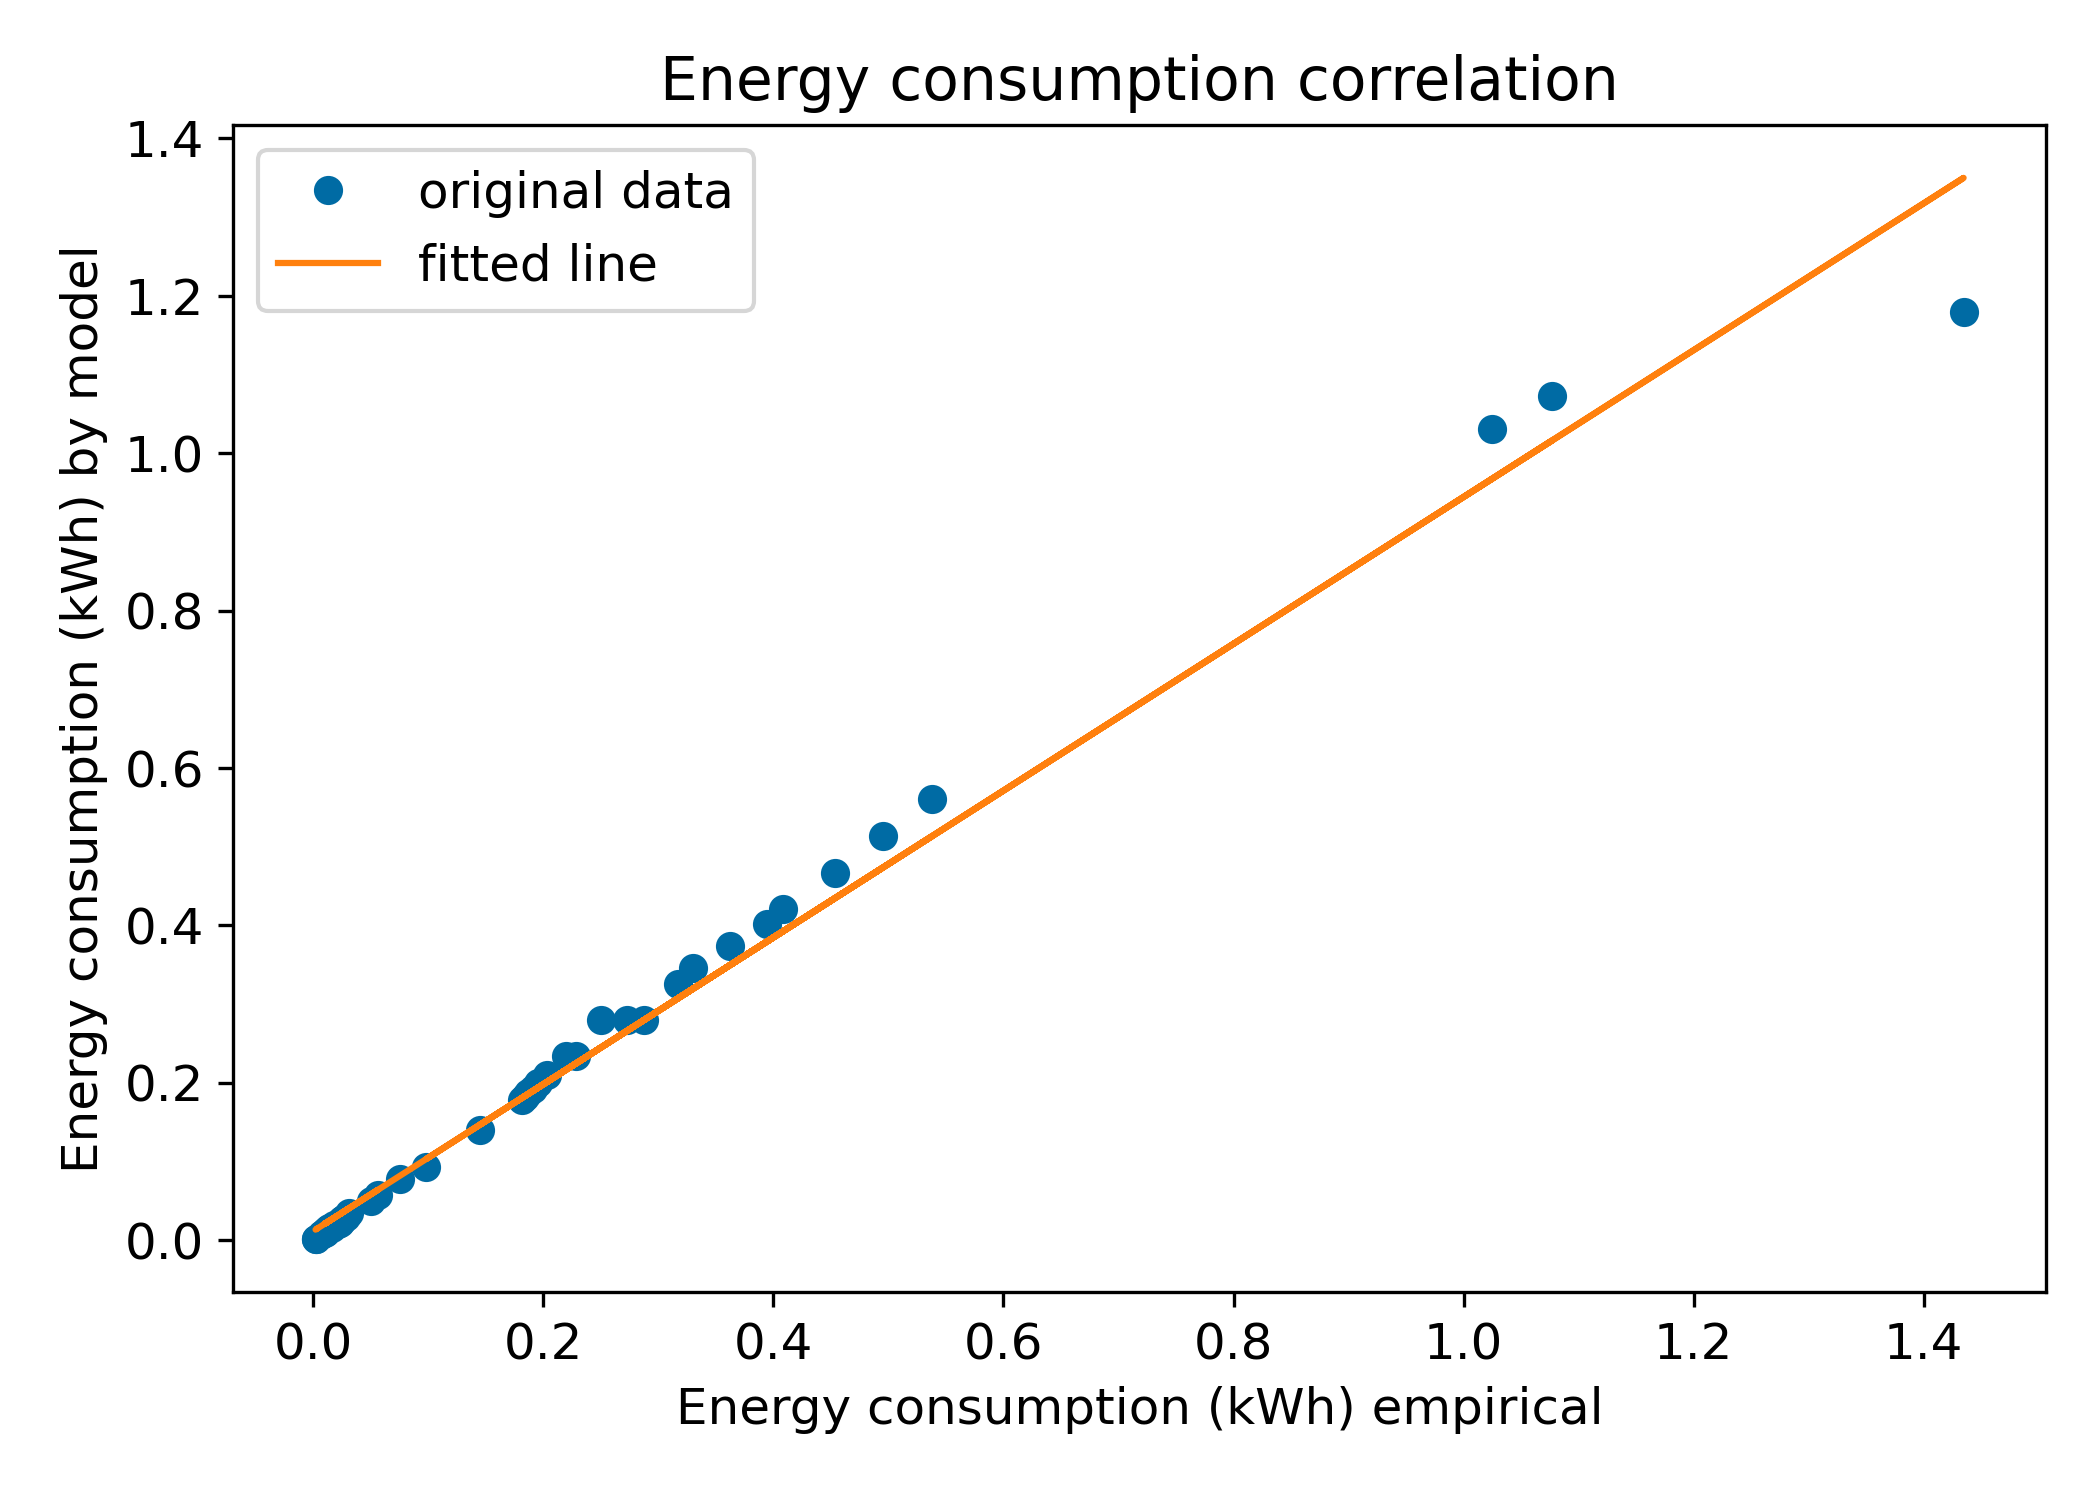 Energy consumption correlation
original data
fitted line
Energy consumption (kWh) by model
1.4
1.2
1.0
0.8
0.6
0.4
0.2
0.0
0.0 0.2 0.4 0.6 0.8 1.0 1.2 1.4
Energy consumption (kWh) empirical